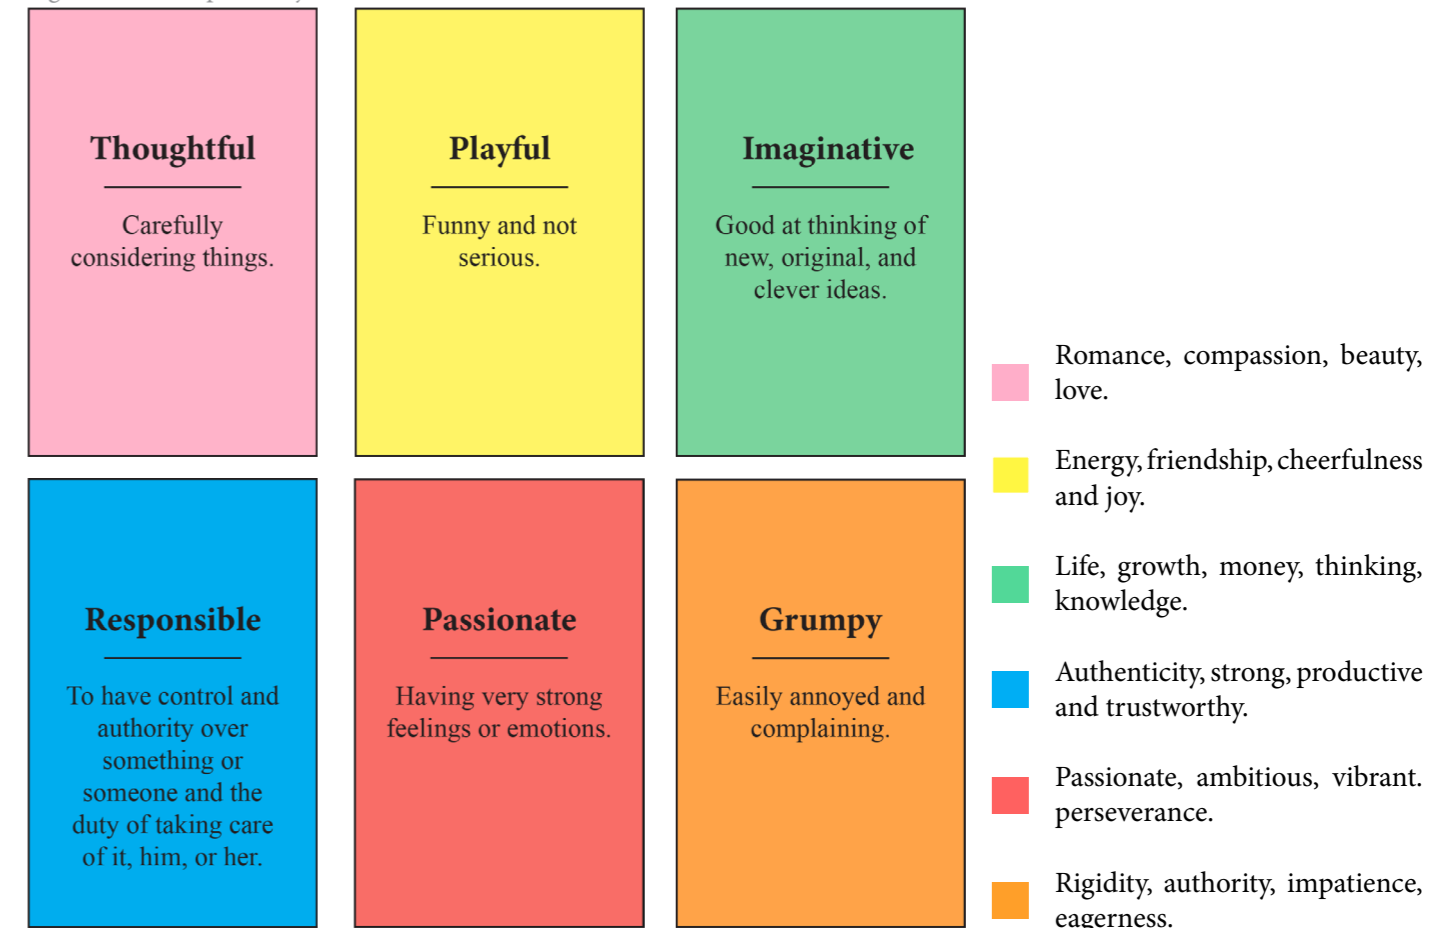 Thoughtful
Carefully
considering things.
Playful
Funny and not
serious.
Imaginative
Good at thinking of
new, original, and
clever ideas.
Responsible
To have control and
authority over
something or
someone and the
duty of taking care
of it, him, or her.
Passionate
Having very strong
feelings or emotions.
Grumpy
Easily annoyed and
complaining.
Romance, compassion, beauty,
love.
Energy, friendship, cheerfulness
and joy.
Life, growth, money, thinking,
knowledge.
Authenticity, strong, productive
and trustworthy.
Passionate, ambitious, vibrant.
perseverance.
Rigidity, authority, impatience,
eagerness.